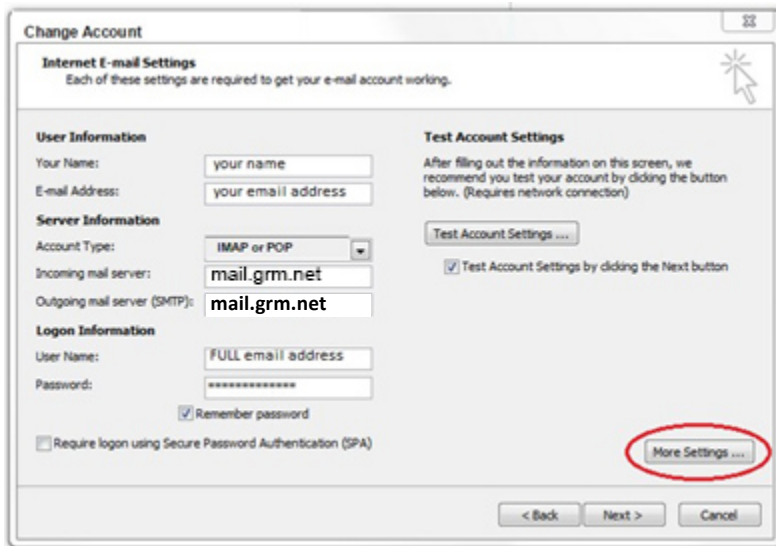 Change Account
Internet E-mail Settings
Each of these settings are required to get your e-mail account working.
User Information
Your Name: your name
E-mail Address: your email address
Server Information
Account Type: IMAP or POP
Incoming mail server: mail.grm.net
Outgoing mail server (SMTP): mail.grm.net
Logon Information
User Name: FULL email address
Password: *************
Remember password
Require logon using Secure Password Authentication (SPA)
Test Account Settings
After filling out the information on this screen, we
recommend you test your account by clicking the button
below. (Requires network connection)
Test Account Settings ...
Test Account Settings by clicking the Next button
More Settings ...
< Back
Next >
Cancel